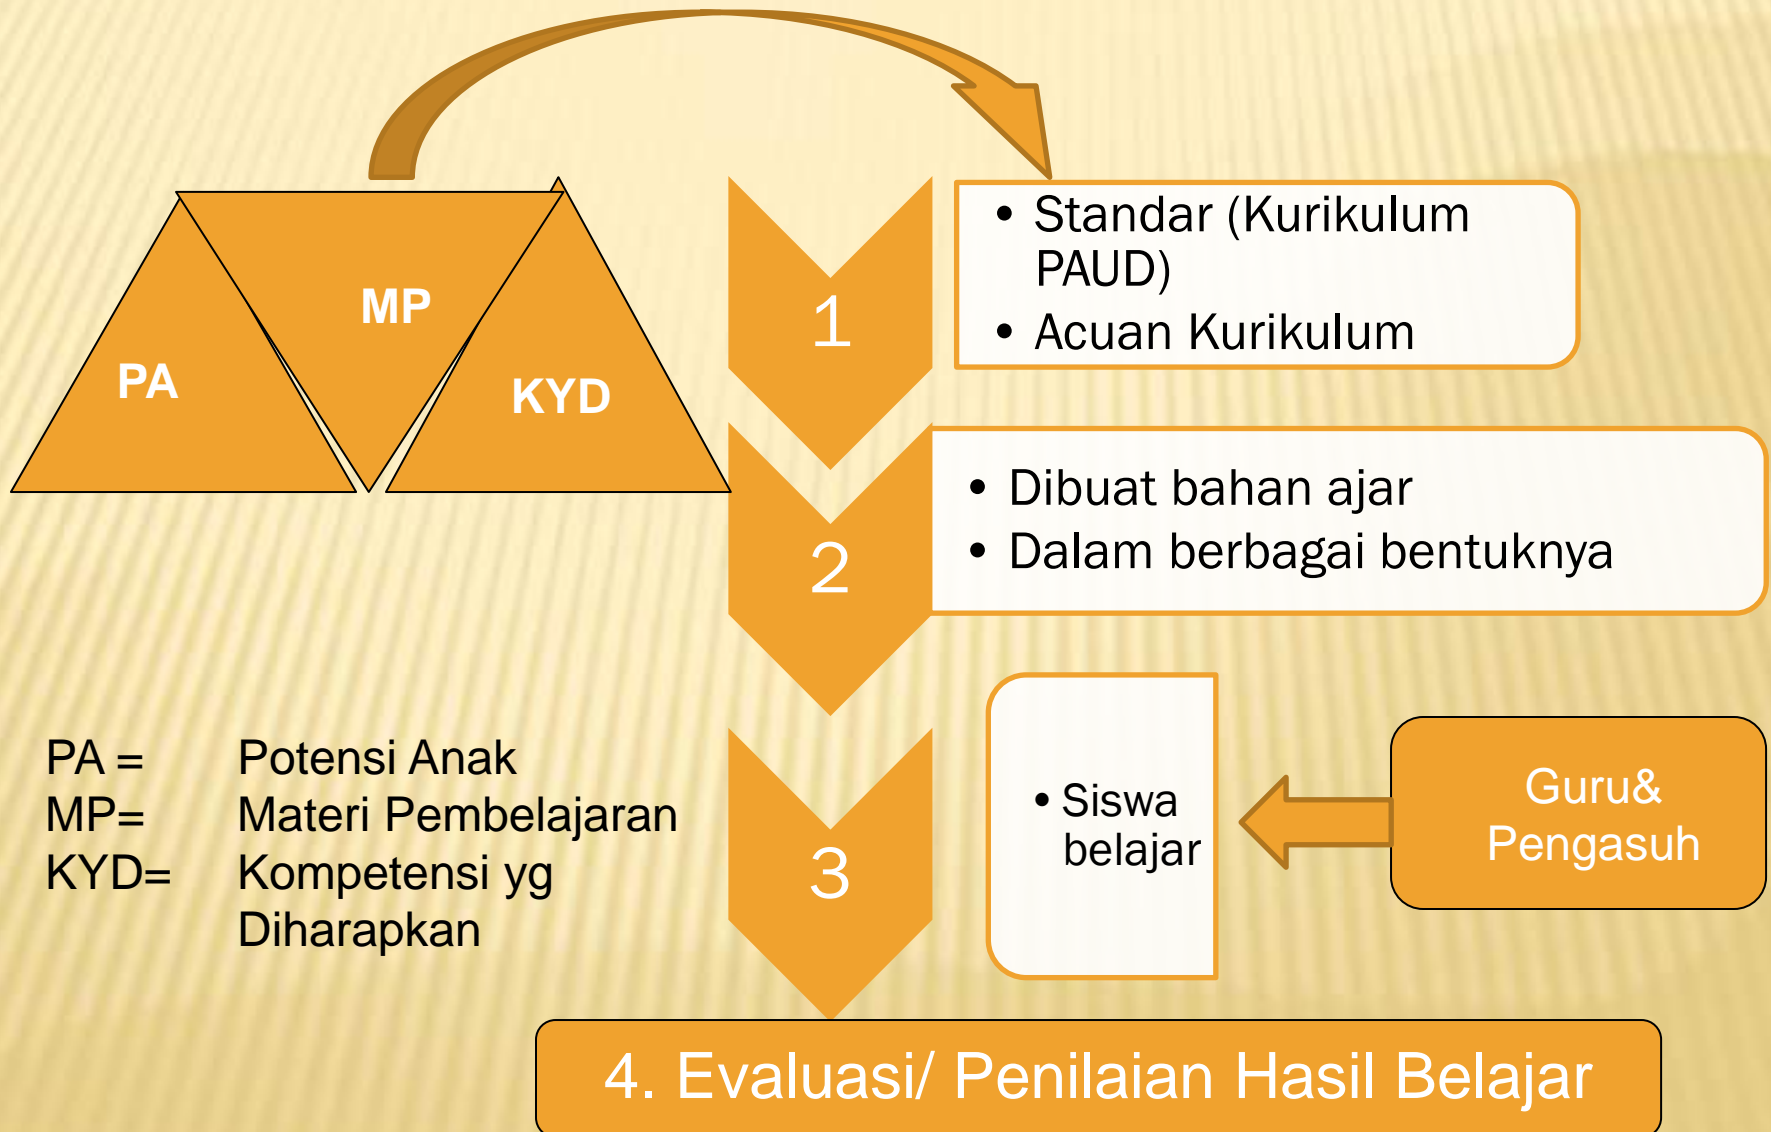 PA
MP
KYD
1
• Standar (Kurikulum
PAUD)
• Acuan Kurikulum
2
• Dibuat bahan ajar
• Dalam berbagai bentuknya
PA = Potensi Anak
MP= Materi Pembelajaran
KYD= Kompetensi yg
Diharapkan
3
• Siswa
belajar
Guru&
Pengasuh
4. Evaluasi/ Penilaian Hasil Belajar